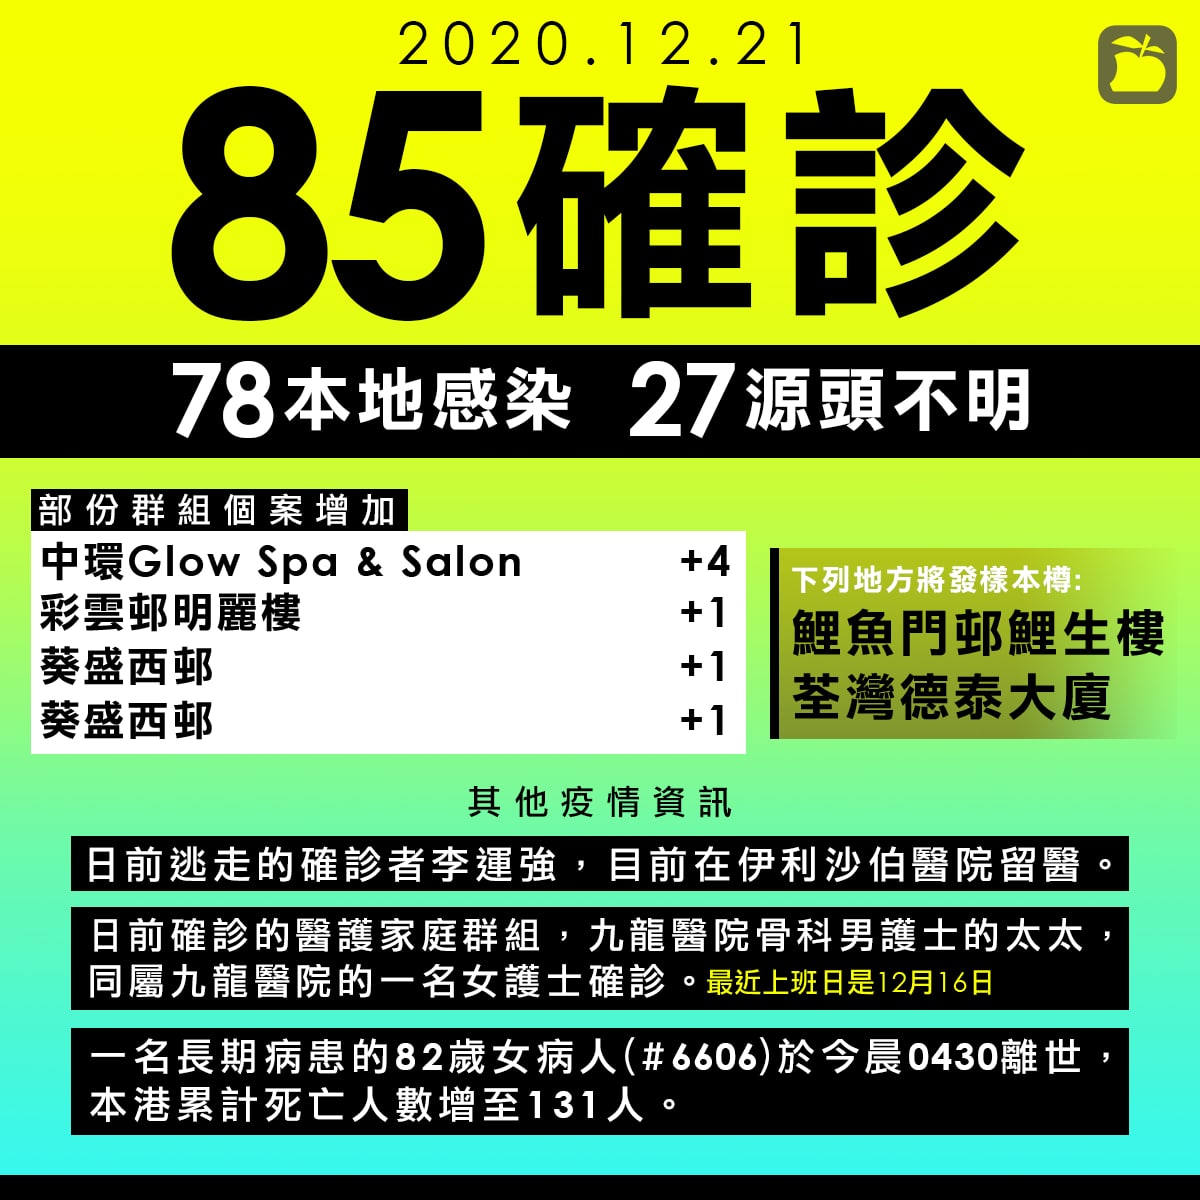 2020.12.21
85確診
78本地感染 27源頭不明
部份群組個案增加
中環Glow Spa & Salon +4
彩雲邨明麗樓 +1
葵盛西邨 +1
葵盛西邨 +1
下列地方將發樣本樽:
鯉魚門邨鯉生樓
荃灣德泰大廈
其他疫情資訊
日前逃走的確診者李運強，目前在伊利沙伯醫院留醫。
日前確診的醫護家庭群組，九龍醫院骨科男護士的太太，
同屬九龍醫院的一名女護士確診。最近上班日是12月16日
一名長期病患的82歲女病人(#6606)於今晨0430離世，
本港累計死亡人數增至131人。